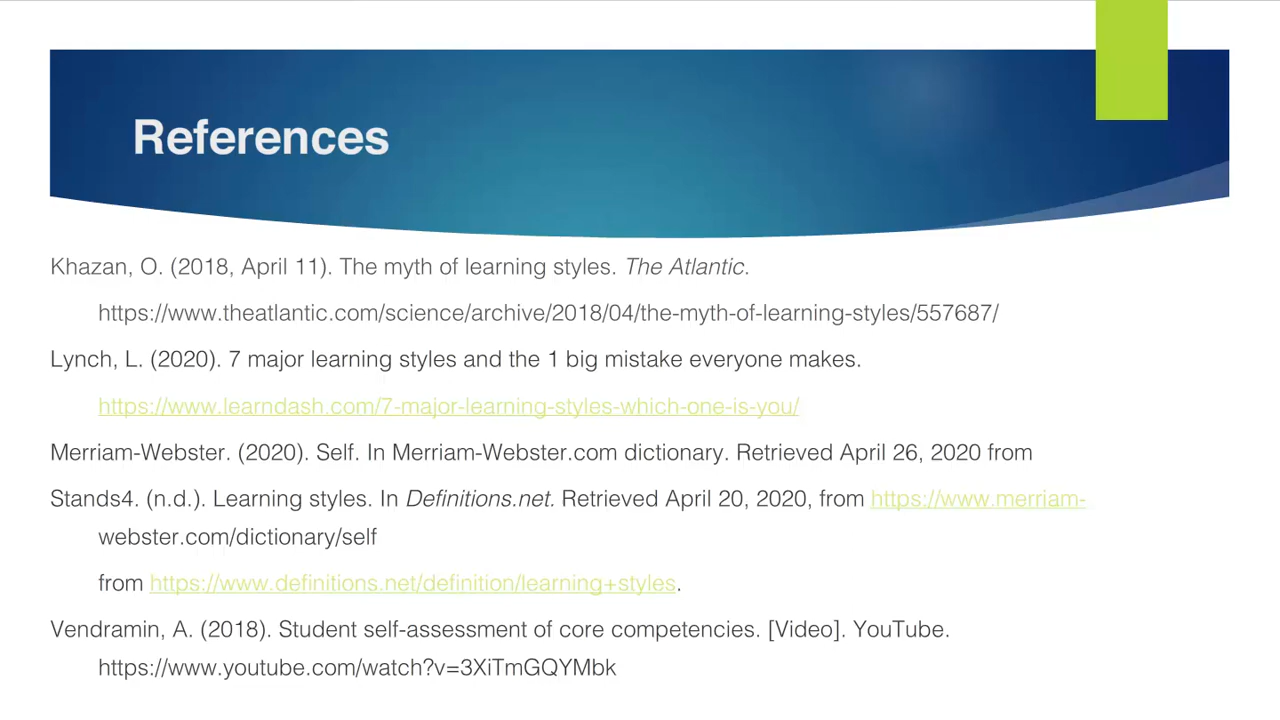 References
Khazan, O. (2018, April 11). The myth of learning styles. The Atlantic.
https://www.theatlantic.com/science/archive/2018/04/the-myth-of-learning-styles/557687/
Lynch, L. (2020). 7 major learning styles and the 1 big mistake everyone makes.
https://www.learndash.com/7-major-learning-styles-which-one-is-you/
Merriam-Webster. (2020). Self. In Merriam-Webster.com dictionary. Retrieved April 26, 2020 from
Stands4. (n.d.). Learning styles. In Definitions.net. Retrieved April 20, 2020, from https://www.merriam-
webster.com/dictionary/self
from https://www.definitions.net/definition/learning+styles.
Vendramin, A. (2018). Student self-assessment of core competencies. [Video]. YouTube.
https://www.youtube.com/watch?v=3XiTmGQYMbk